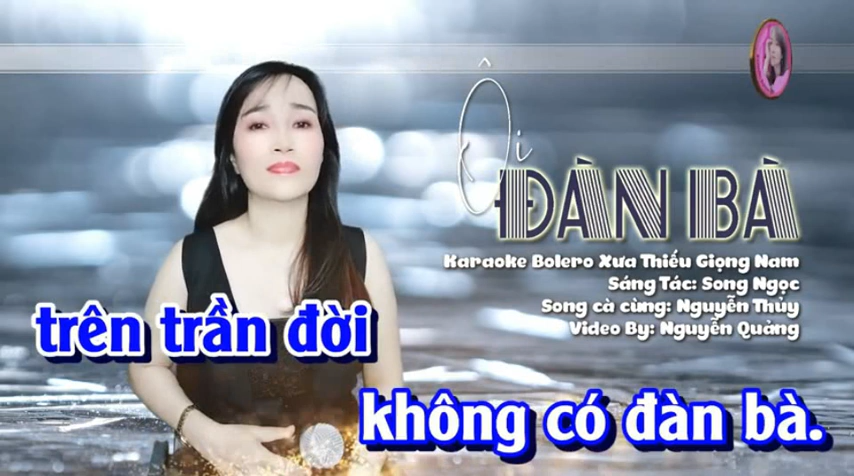 Ôi
ĐÀN BÀ
Karaoke Bolero Xưa Thiếu Giọng Nam
Sáng Tác: Song Ngọc
Song cà cùng: Nguyễn Thủy
Video By: Nguyễn Quảng
trên trần đời
không có đàn bà.